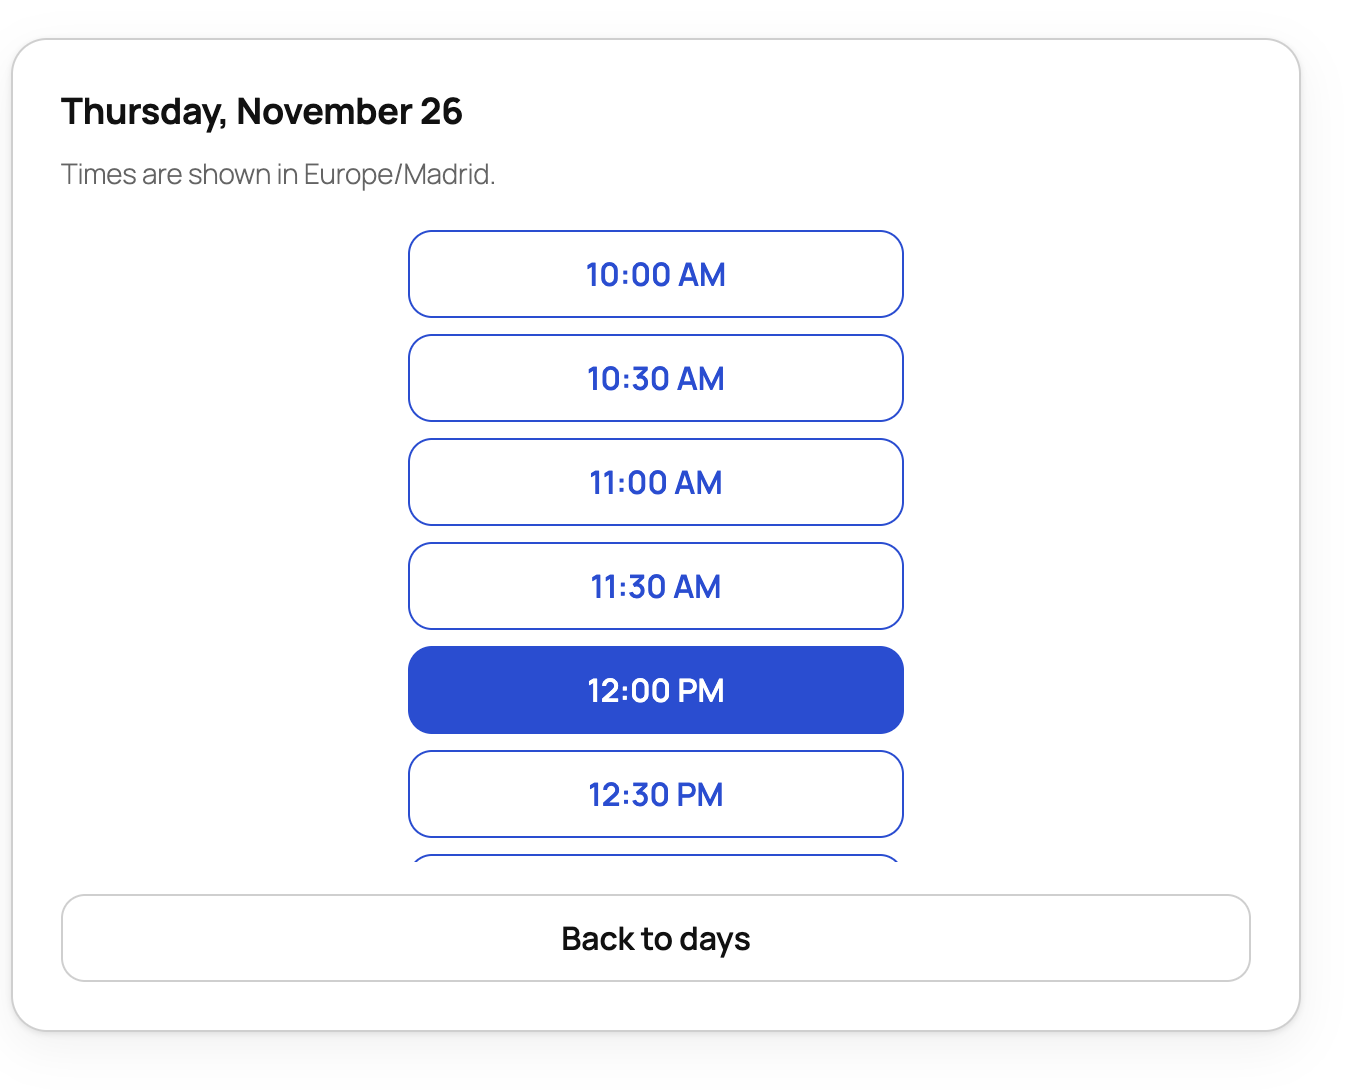 Thursday, November 26
Times are shown in Europe/Madrid.
10:00 AM
10:30 AM
11:00 AM
11:30 AM
12:00 PM
12:30 PM
Back to days